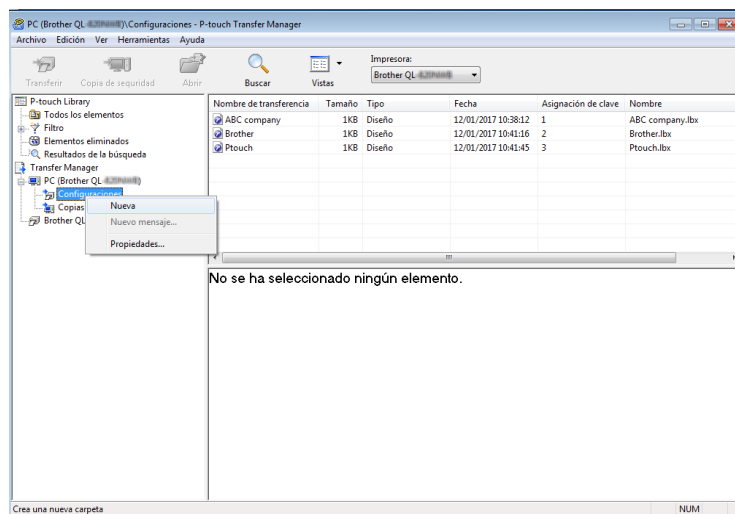 PC (Brother QL-)\Configuraciones - P-touch Transfer Manager
Archivo Edición Ver Herramientas Ayuda
Transferir Copia de seguridad Abrir Buscar Vistas
Impresora:
Brother QL-
P-touch Library
Todos los elementos
Filtro
Elementos eliminados
Resultados de la búsqueda
Transfer Manager
PC (Brother QL-)
Configuraciones
Copias
Brother QL
Nueva
Nuevo mensaje...
Propiedades...
Nombre de transferencia Tamaño Tipo Fecha Asignación de clave Nombre
ABC company 1KB Diseño 12/01/2017 10:38:12 1 ABC company.lbx
Brother 1KB Diseño 12/01/2017 10:41:16 2 Brother.lbx
Ptouch 1KB Diseño 12/01/2017 10:41:45 3 Ptouch.lbx
No se ha seleccionado ningún elemento.
Crea una nueva carpeta NUM